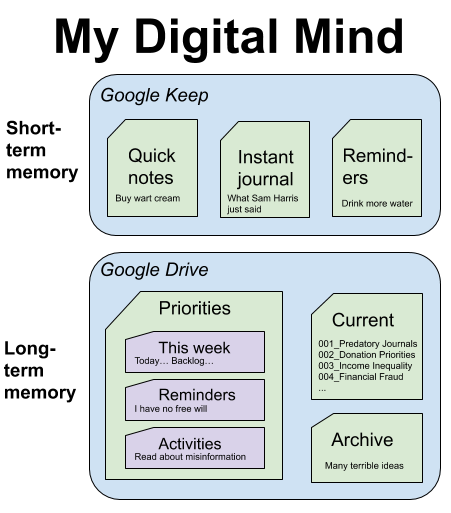 My Digital Mind
Short-
term
memory
Google Keep
Quick
notes
Buy wart cream
Instant
journal
What Sam Harris
just said
Remind-
ers
Drink more water
Long-
term
memory
Google Drive
Priorities
This week
Today… Backlog…
Reminders
I have no free will
Activities
Read about misinformation
Current
001_Predatory Journals
002_Donation Priorities
003_Income Inequality
004_Financial Fraud
...
Archive
Many terrible ideas